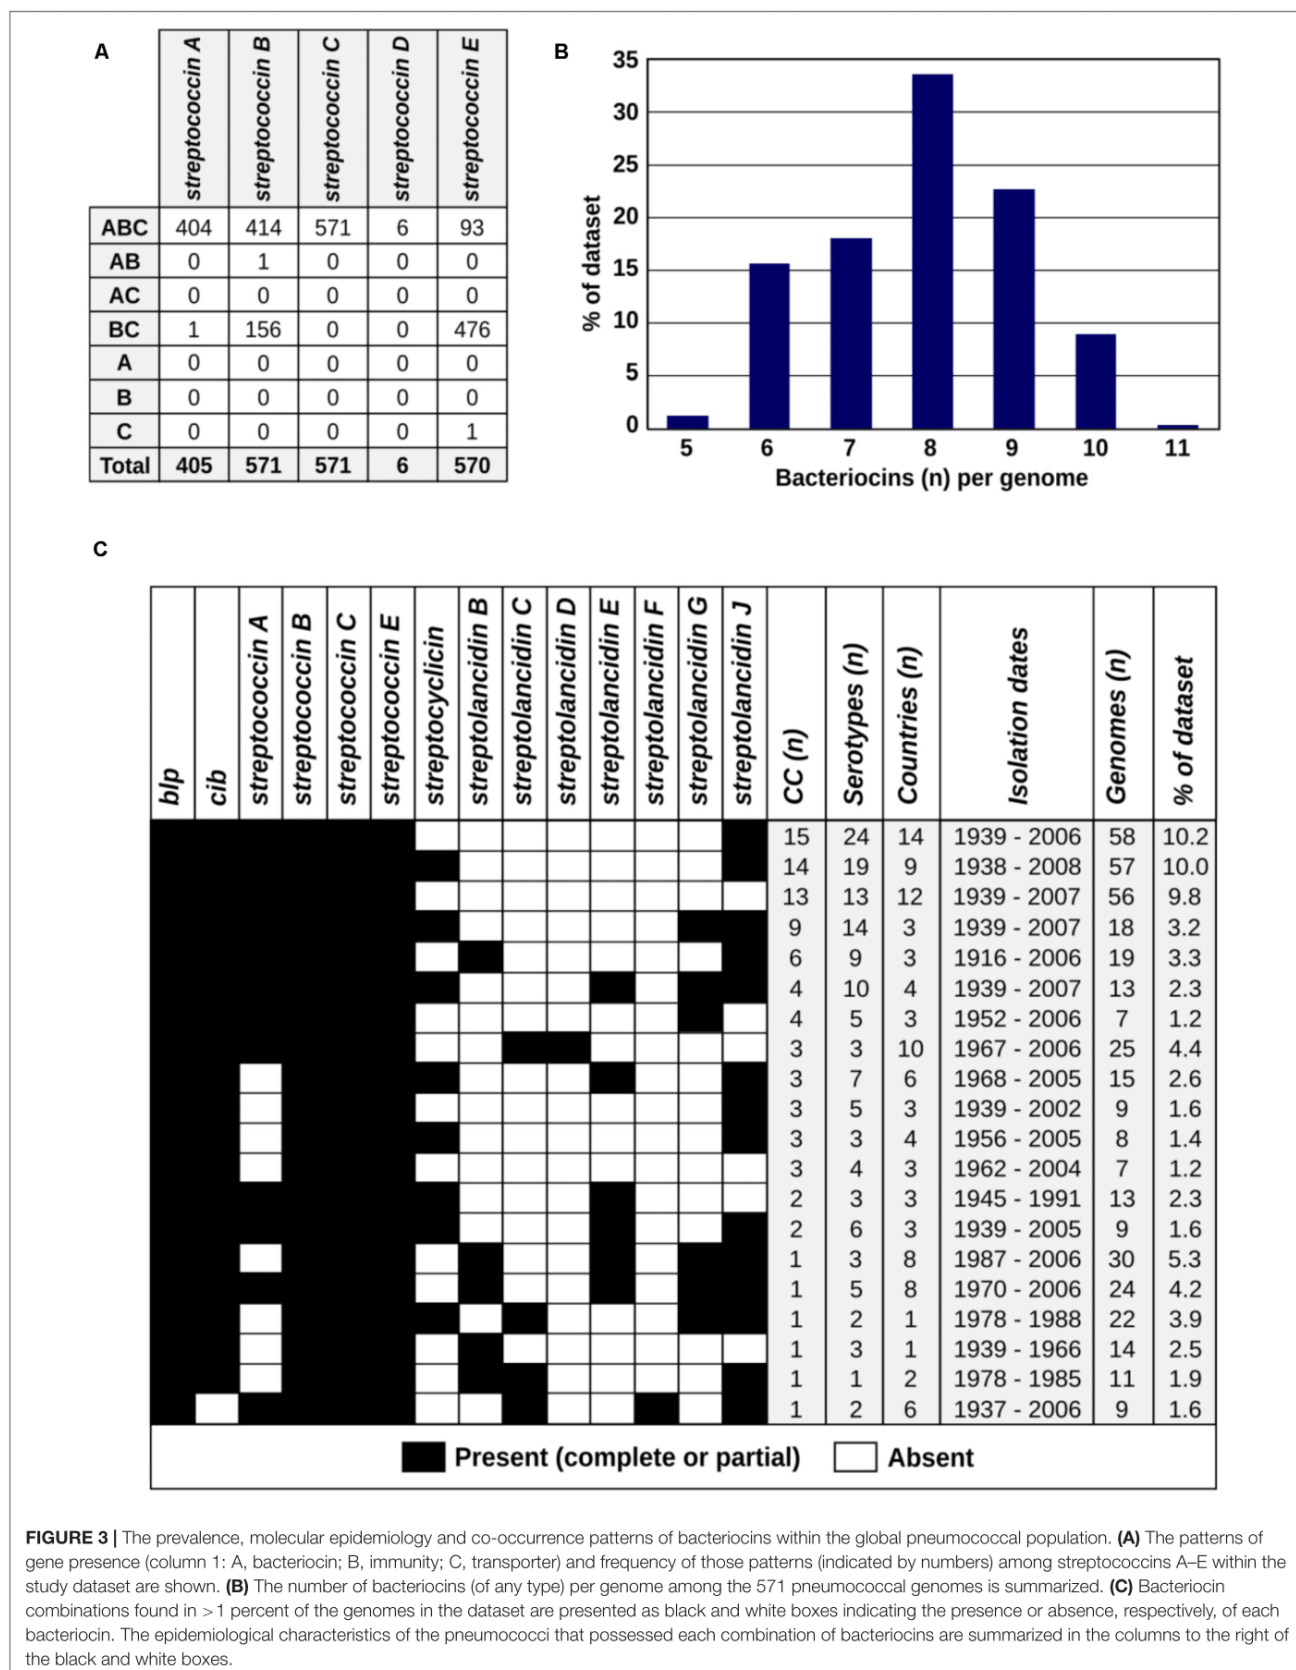 A
streptococcin A streptococcin B streptococcin C streptococcin D streptococcin E
ABC 404 414 571 6 93
AB 0 1 0 0 0
AC 0 0 0 0 0
BC 1 156 0 0 476
A 0 0 0 0 0
B 0 0 0 0 0
C 0 0 0 0 1
Total 405 571 571 6 570
B
% of dataset
35
30
25
20
15
10
5
0
5 6 7 8 9 10 11
Bacteriocins (n) per genome
C
blp cib streptococcin A streptococcin B streptococcin C streptococcin E streptocyclicin streptolancidin B streptolancidin C streptolancidin D streptolancidin E streptolancidin F streptolancidin G streptolancidin J CC (n) Serotypes (n) Countries (n) Isolation dates Genomes (n) % of dataset
15 24 14 1939 - 2006 58 10.2
14 19 9 1938 - 2008 57 10.0
13 13 12 1939 - 2007 56 9.8
9 14 3 1939 - 2007 18 3.2
6 9 3 1916 - 2006 19 3.3
4 10 4 1939 - 2007 13 2.3
4 5 3 1952 - 2006 7 1.2
3 3 10 1967 - 2006 25 4.4
3 7 6 1968 - 2005 15 2.6
3 5 3 1939 - 2002 9 1.6
3 3 4 1956 - 2005 8 1.4
3 4 3 1962 - 2004 7 1.2
2 3 3 1945 - 1991 13 2.3
2 6 3 1939 - 2005 9 1.6
1 3 8 1987 - 2006 30 5.3
1 5 8 1970 - 2006 24 4.2
1 2 1 1978 - 1988 22 3.9
1 3 1 1939 - 1966 14 2.5
1 1 2 1978 - 1985 11 1.9
1 2 6 1937 - 2006 9 1.6
Present (complete or partial) Absent
FIGURE 3 | The prevalence, molecular epidemiology and co-occurrence patterns of bacteriocins within the global pneumococcal population. (A) The patterns of
gene presence (column 1: A, bacteriocin; B, immunity; C, transporter) and frequency of those patterns (indicated by numbers) among streptococcins A–E within the
study dataset are shown. (B) The number of bacteriocins (of any type) per genome among the 571 pneumococcal genomes is summarized. (C) Bacteriocin
combinations found in >1 percent of the genomes in the dataset are presented as black and white boxes indicating the presence or absence, respectively, of each
bacteriocin. The epidemiological characteristics of the pneumococci that possessed each combination of bacteriocins are summarized in the columns to the right of
the black and white boxes.